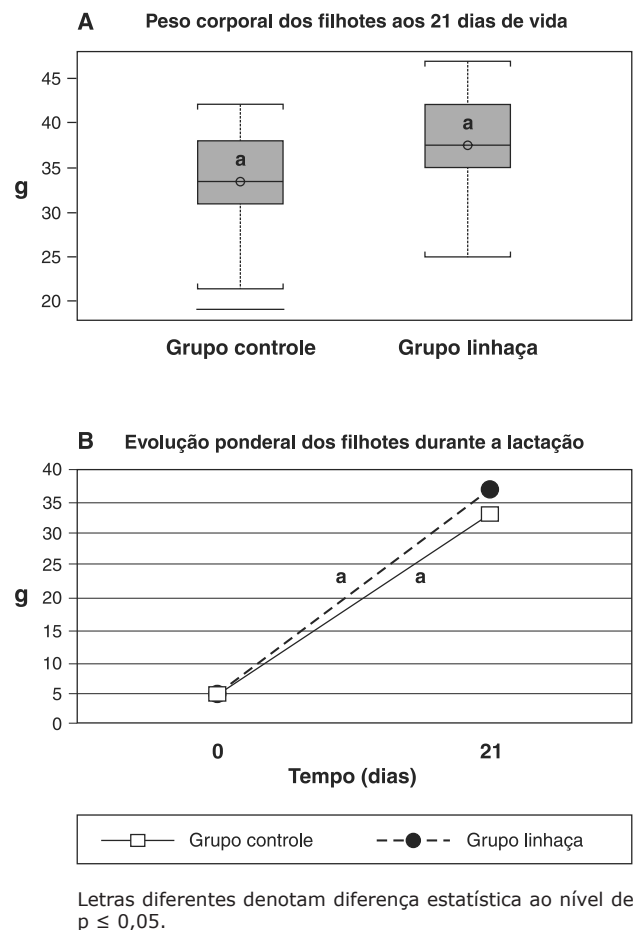 A Peso corporal dos filhotes aos 21 dias de vida
45
40
35
30
25
20
g
a
a
Grupo controle Grupo linhaça
B Evolução ponderal dos filhotes durante a lactação
40
35
30
25
20
15
10
5
0
g
a a
0 21
Tempo (dias)
Grupo controle Grupo linhaça
Letras diferentes denotam diferença estatística ao nível de
p ≤ 0,05.